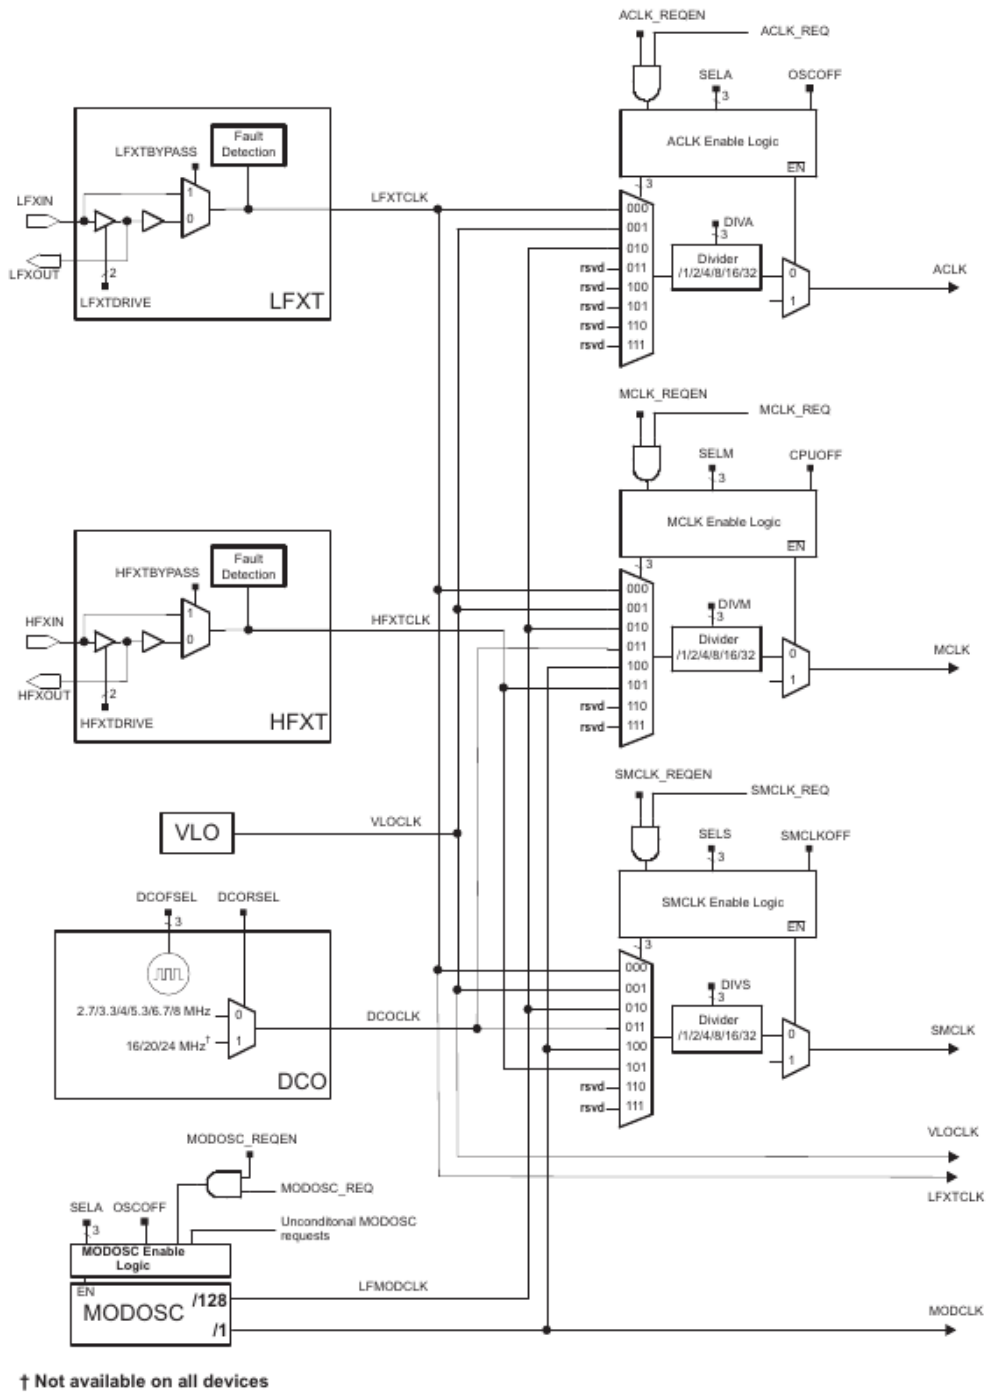 ACLK_REQEN
ACLK_REQ
SELA
3
OSCOFF
ACLK Enable Logic
EN
3
Fault
Detection
LFXTBYPASS
LFXIN
1
0
LFXOUT
2
LFXTDRIVE
LFXT
LFXTCLK
000
001
010
rsvd 011
rsvd 100
rsvd 101
rsvd 110
rsvd 111
DIVA
3
Divider
/1/2/4/8/16/32
0
1
ACLK
MCLK_REQEN
MCLK_REQ
SELM
3
CPUOFF
MCLK Enable Logic
EN
3
Fault
Detection
HFXTBYPASS
HFXIN
1
0
HFXOUT
2
HFXTDRIVE
HFXT
HFXTCLK
000
001
010
011
100
101
rsvd 110
rsvd 111
DIVM
3
Divider
/1/2/4/8/16/32
0
1
MCLK
SMCLK_REQEN
SMCLK_REQ
SELS
3
SMCLKOFF
SMCLK Enable Logic
EN
3
VLO
VLOCLK
DCOFSEL
3
DCORSEL
2.7/3.3/4/5.3/6.7/8 MHz
0
16/20/24 MHz†
1
DCO
DCOCLK
000
001
010
011
100
101
rsvd 110
rsvd 111
DIVS
3
Divider
/1/2/4/8/16/32
0
1
SMCLK
VLOCLK
LFXTCLK
MODOSC_REQEN
MODOSC_REQ
SELA
3
OSCOFF
Unconditonal MODOSC
requests
MODOSC Enable
Logic
EN
MODOSC
/128
/1
LFMODCLK
MODCLK
† Not available on all devices